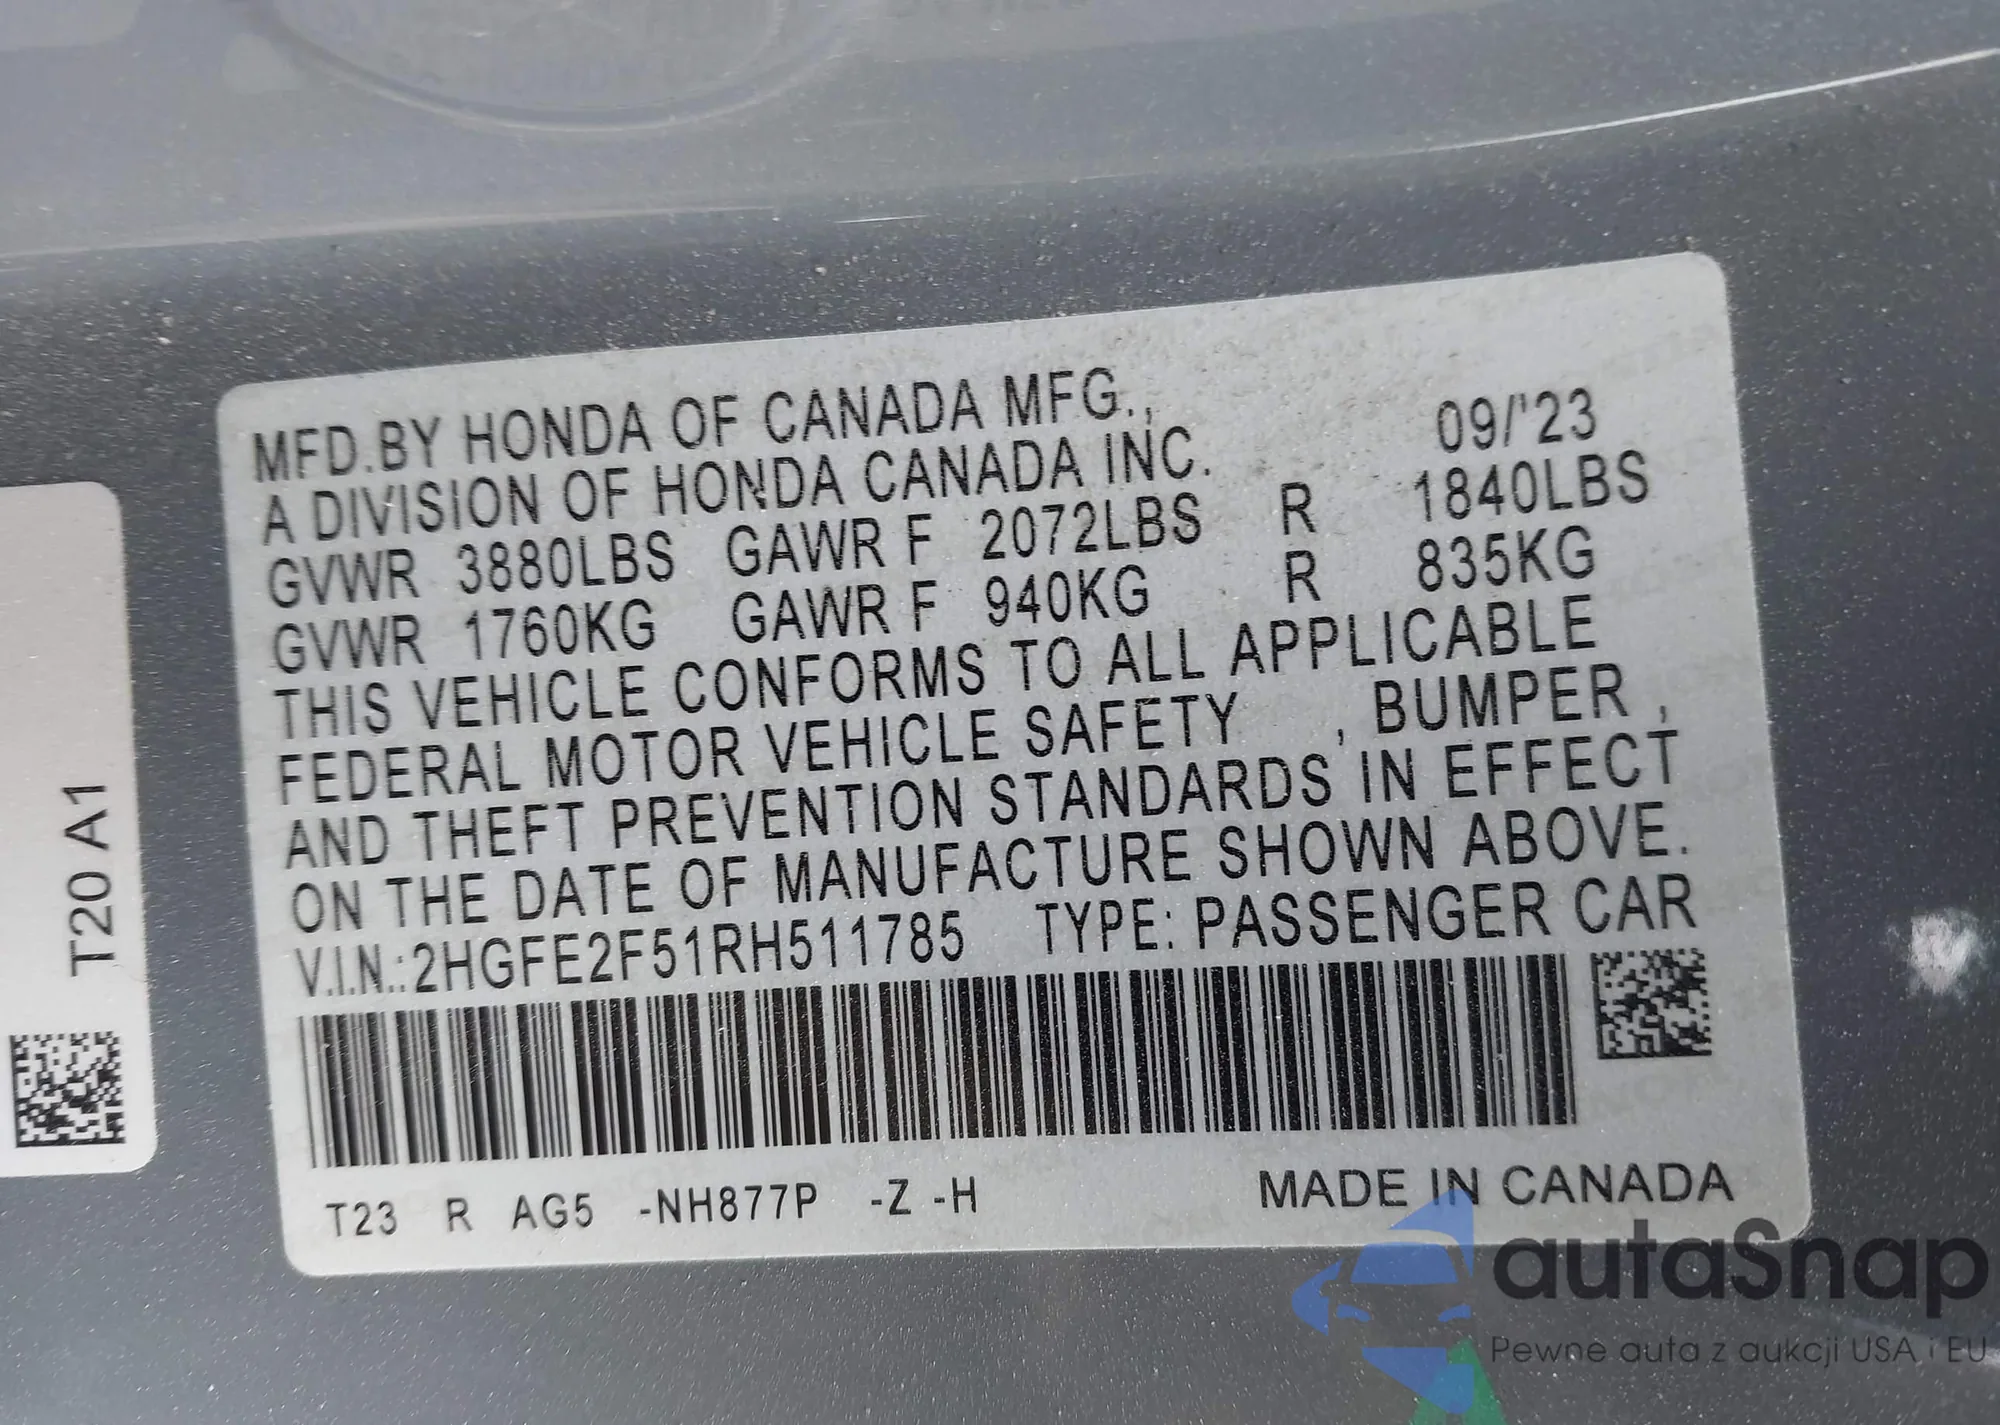 MFD.BY HONDA OF CANADA MFG.,
A DIVISION OF HONDA CANADA INC. 09/'23
GVWR 3880LBS GAWR F 2072LBS R 1840LBS
GVWR 1760KG GAWR F 940KG R 835KG
THIS VEHICLE CONFORMS TO ALL APPLICABLE
FEDERAL MOTOR VEHICLE SAFETY , BUMPER ,
AND THEFT PREVENTION STANDARDS IN EFFECT
ON THE DATE OF MANUFACTURE SHOWN ABOVE.
V.I.N.:2HGFE2F51RH511785 TYPE: PASSENGER CAR
T23 R AG5 -NH877P -Z -H MADE IN CANADA
T20 A1
autaSnap
Pewne auta z aukcji USA i EU